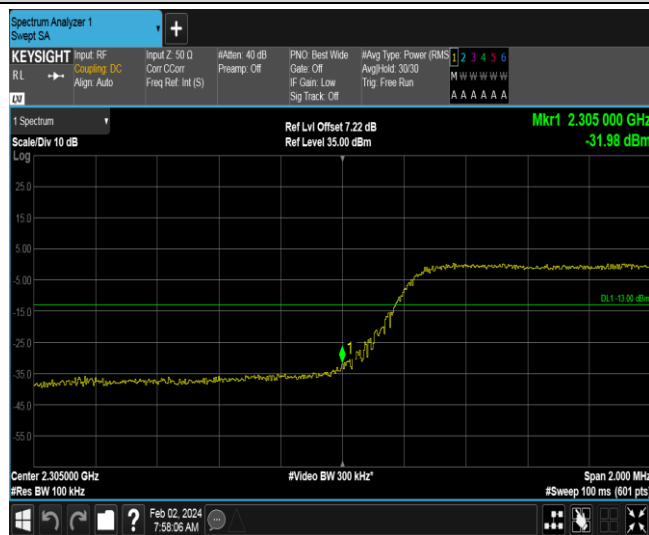 Spectrum Analyzer 1
Swept SA
+
KEYSIGHT Input: RF
RL
Coupling: DC
Align: Auto
LXI
Input Z: 50 Ω
Corr CCorr
Freq Ref: Int (S)
#Atten: 40 dB
Preamp: Off
PNO: Best Wide
Gate: Off
IF Gain: Low
Sig Track: Off
#Avg Type: Power (RMS
Avg|Hold: 30/30
Trig: Free Run
1 2 3 4 5 6
M W W W W W
A A A A A A
1 Spectrum
Scale/Div 10 dB
Log
Ref Lvl Offset 7.22 dB
Ref Level 35.00 dBm
Mkr1 2.305 000 GHz
-31.98 dBm
25.0
15.0
5.00
-5.00
-15.0
-25.0
-35.0
-45.0
-55.0
DL1 -13.00 dBm
1
Center 2.305000 GHz
#Res BW 100 kHz
#Video BW 300 kHz*
Span 2.000 MHz
#Sweep 100 ms (601 pts)
?
Feb 02, 2024
7:58:06 AM